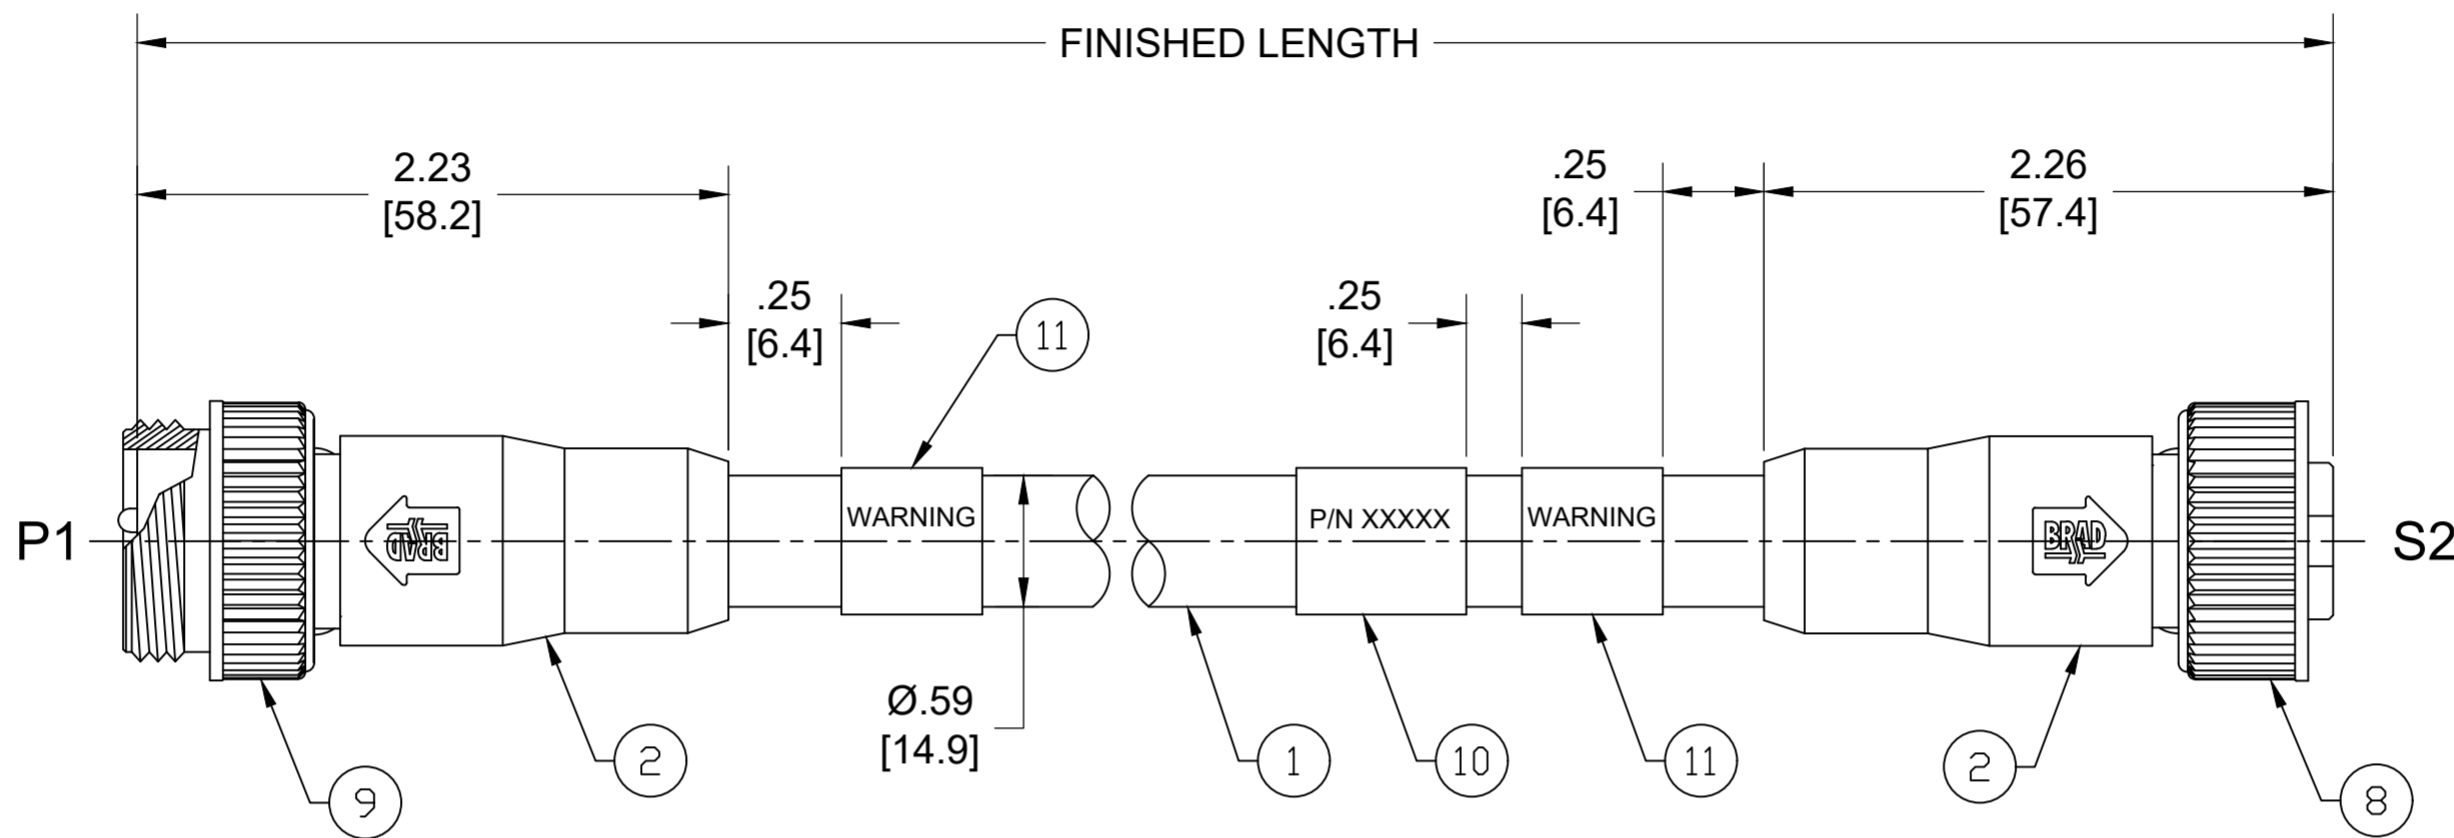 FINISHED LENGTH
2.23
[58.2]
.25
[6.4]
2.26
[57.4]
.25
[6.4]
11
.25
[6.4]
P1
BRAD
WARNING
P/N XXXXX
WARNING
BRAD
S2
Ø.59
[14.9]
9
2
1
10
11
2
8